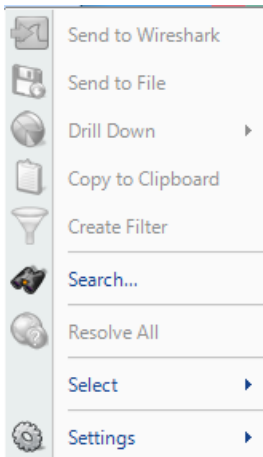 Send to Wireshark
Send to File
Drill Down
Copy to Clipboard
Create Filter
Search...
Resolve All
Select
Settings